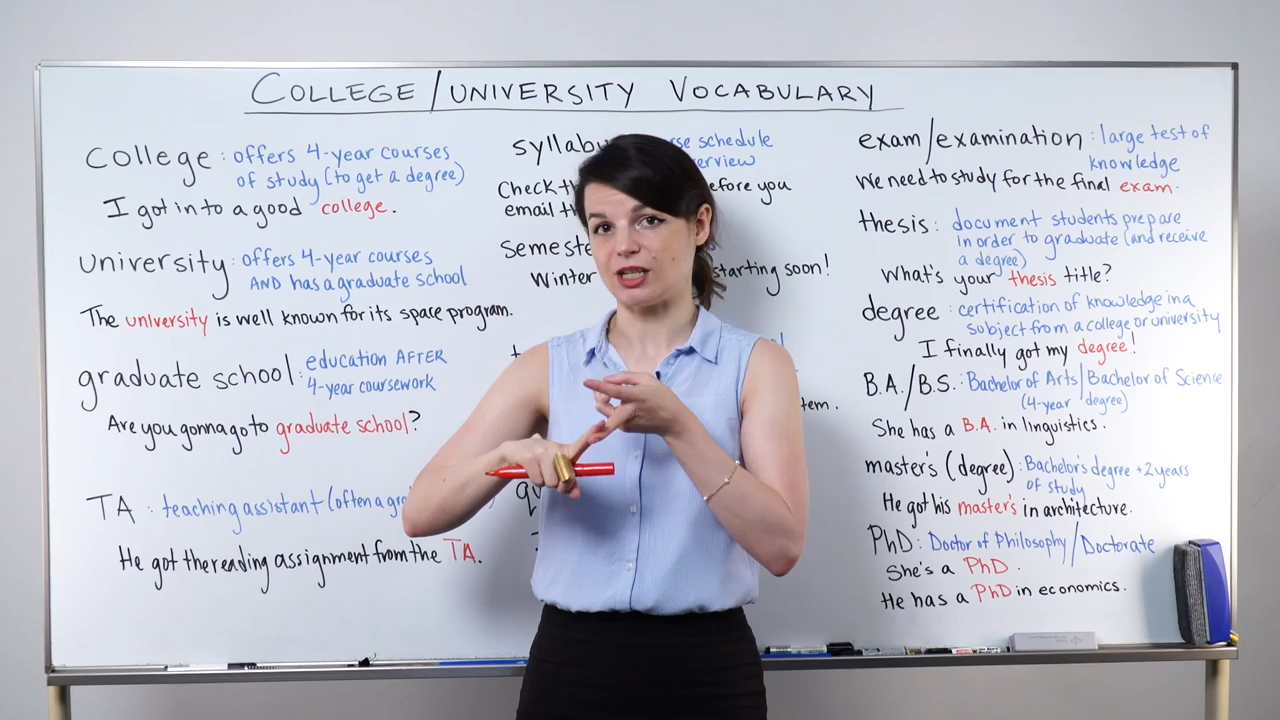 COLLEGE/UNIVERSITY VOCABULARY
college : offers 4-year courses
of study (to get a degree)
I got in to a good college.
university : offers 4-year courses
AND has a graduate school
The university is well known for its space program.
graduate school : education AFTER
4-year coursework
Are you gonna go to graduate school?
TA : teaching assistant (often a
He got the reading assignment from the TA.
schedule
Check
before you
email
Winter
starting soon!
exam/examination : large test of
knowledge
We need to study for the final exam.
thesis : document students prepare
in order to graduate (and receive
a degree)
What's your thesis title?
degree : certification of knowledge in a
subject from a college or university
I finally got my degree!
B.A./B.S. : Bachelor of Arts/Bachelor of Science
(4-year degree)
She has a B.A. in linguistics.
master's (degree) : Bachelor's degree + 2 years
of study
He got his master's in architecture.
PhD : Doctor of Philosophy/Doctorate
She's a PhD.
He has a PhD in economics.